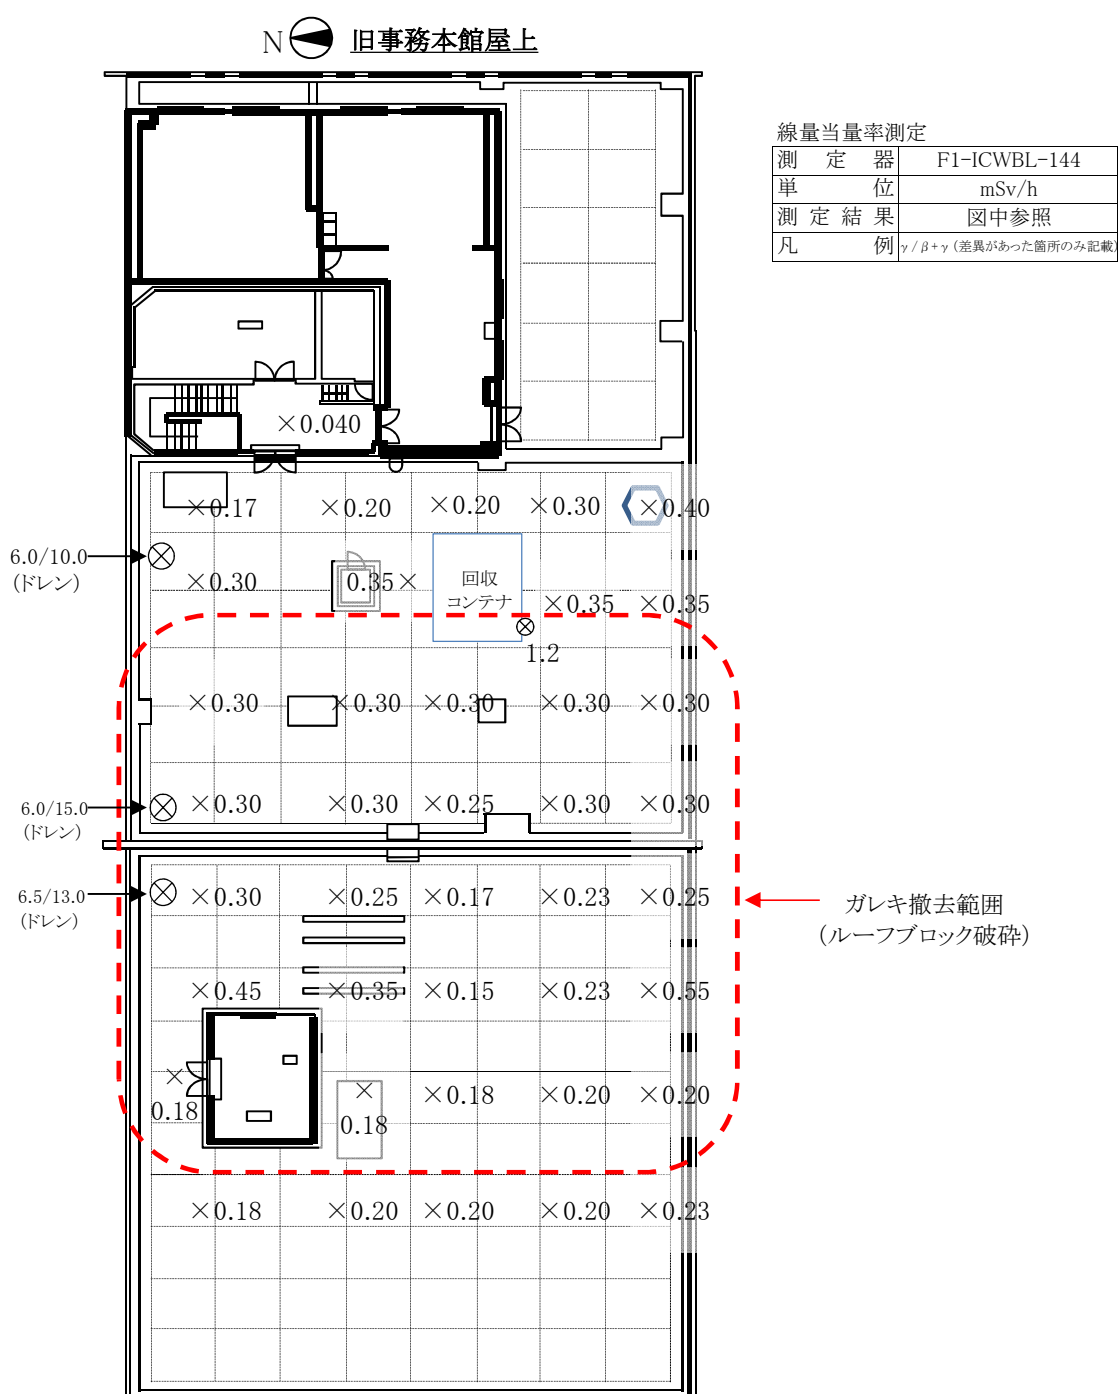 N 旧事務本館屋上
線量当量率測定
測定器 F1-ICWBL-144
単位 mSv/h
測定結果 図中参照
凡例 γ/β+γ(差異があった箇所のみ記載)
×0.040
×0.17 ×0.20 ×0.20 ×0.30 ×0.40
6.0/10.0
(ドレン)
×0.30 0.35× 回収
コンテナ
×0.35 ×0.35
1.2
×0.30 ×0.30 ×0.30 ×0.30 ×0.30
6.0/15.0
(ドレン)
×0.30 ×0.30 ×0.25 ×0.30 ×0.30
6.5/13.0
(ドレン)
×0.30 ×0.25 ×0.17 ×0.23 ×0.25
ガレキ撤去範囲
(ルーフブロック破砕)
×0.45 ×0.35 ×0.15 ×0.23 ×0.55
×
0.18
×
0.18
×0.18 ×0.20 ×0.20
×0.18 ×0.20 ×0.20 ×0.20 ×0.23